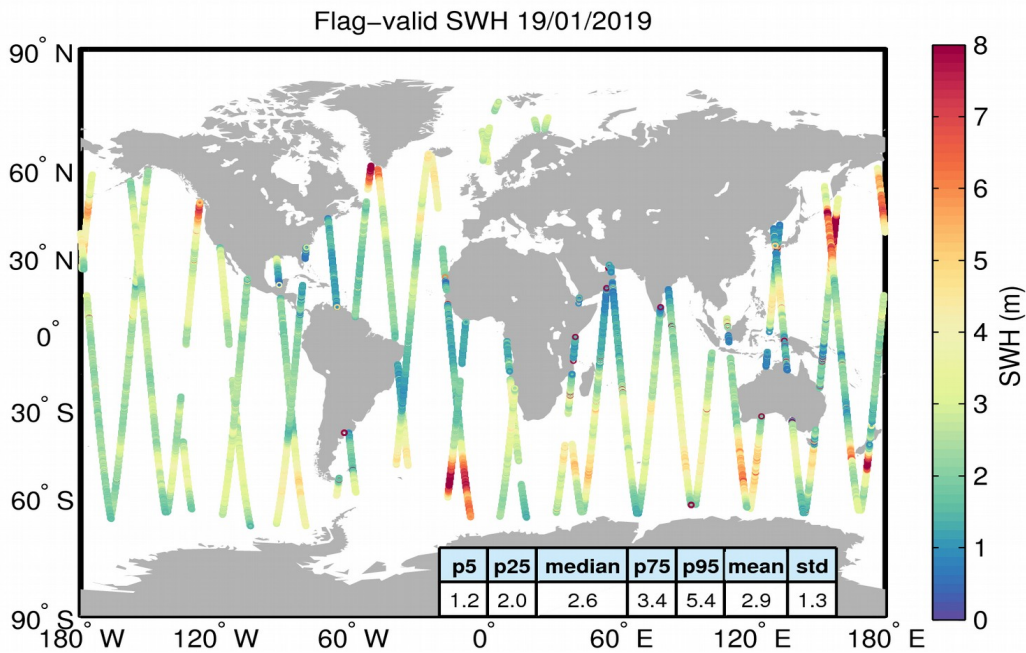 Flag−valid SWH 19/01/2019
90° N
60° N
30° N
0°
30° S
60° S
90° S
180° W
120° W
60° W
0°
60° E
120° E
180° E
p5 p25 median p75 p95 mean std
1.2 2.0 2.6 3.4 5.4 2.9 1.3
8
7
6
5
4
3
2
1
0
SWH (m)